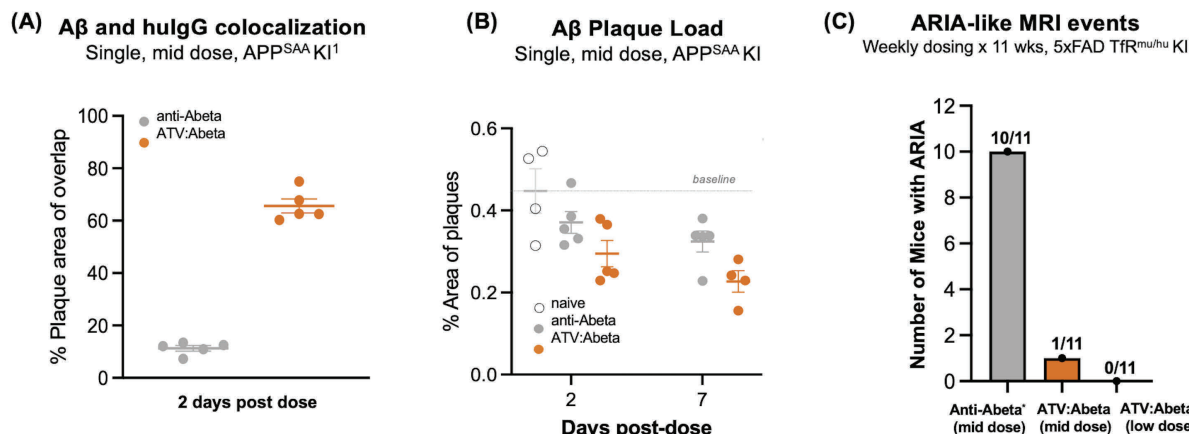 (A) Aβ and huIgG colocalization
Single, mid dose, APPSAA KI1
% Plaque area of overlap
100
80
60
40
20
0
anti-Abeta
ATV:Abeta
2 days post dose
(B) Aβ Plaque Load
Single, mid dose, APPSAA KI
% Area of plaques
0.6
0.4
0.2
0.0
baseline
naive
anti-Abeta
ATV:Abeta
2 7
Days post-dose
(C) ARIA-like MRI events
Weekly dosing x 11 wks, 5xFAD TfRmu/hu KI
Number of Mice with ARIA
12
10
8
6
4
2
0
10/11
1/11
0/11
Anti-Abeta* ATV:Abeta ATV:Abeta
(mid dose) (mid dose) (low dose